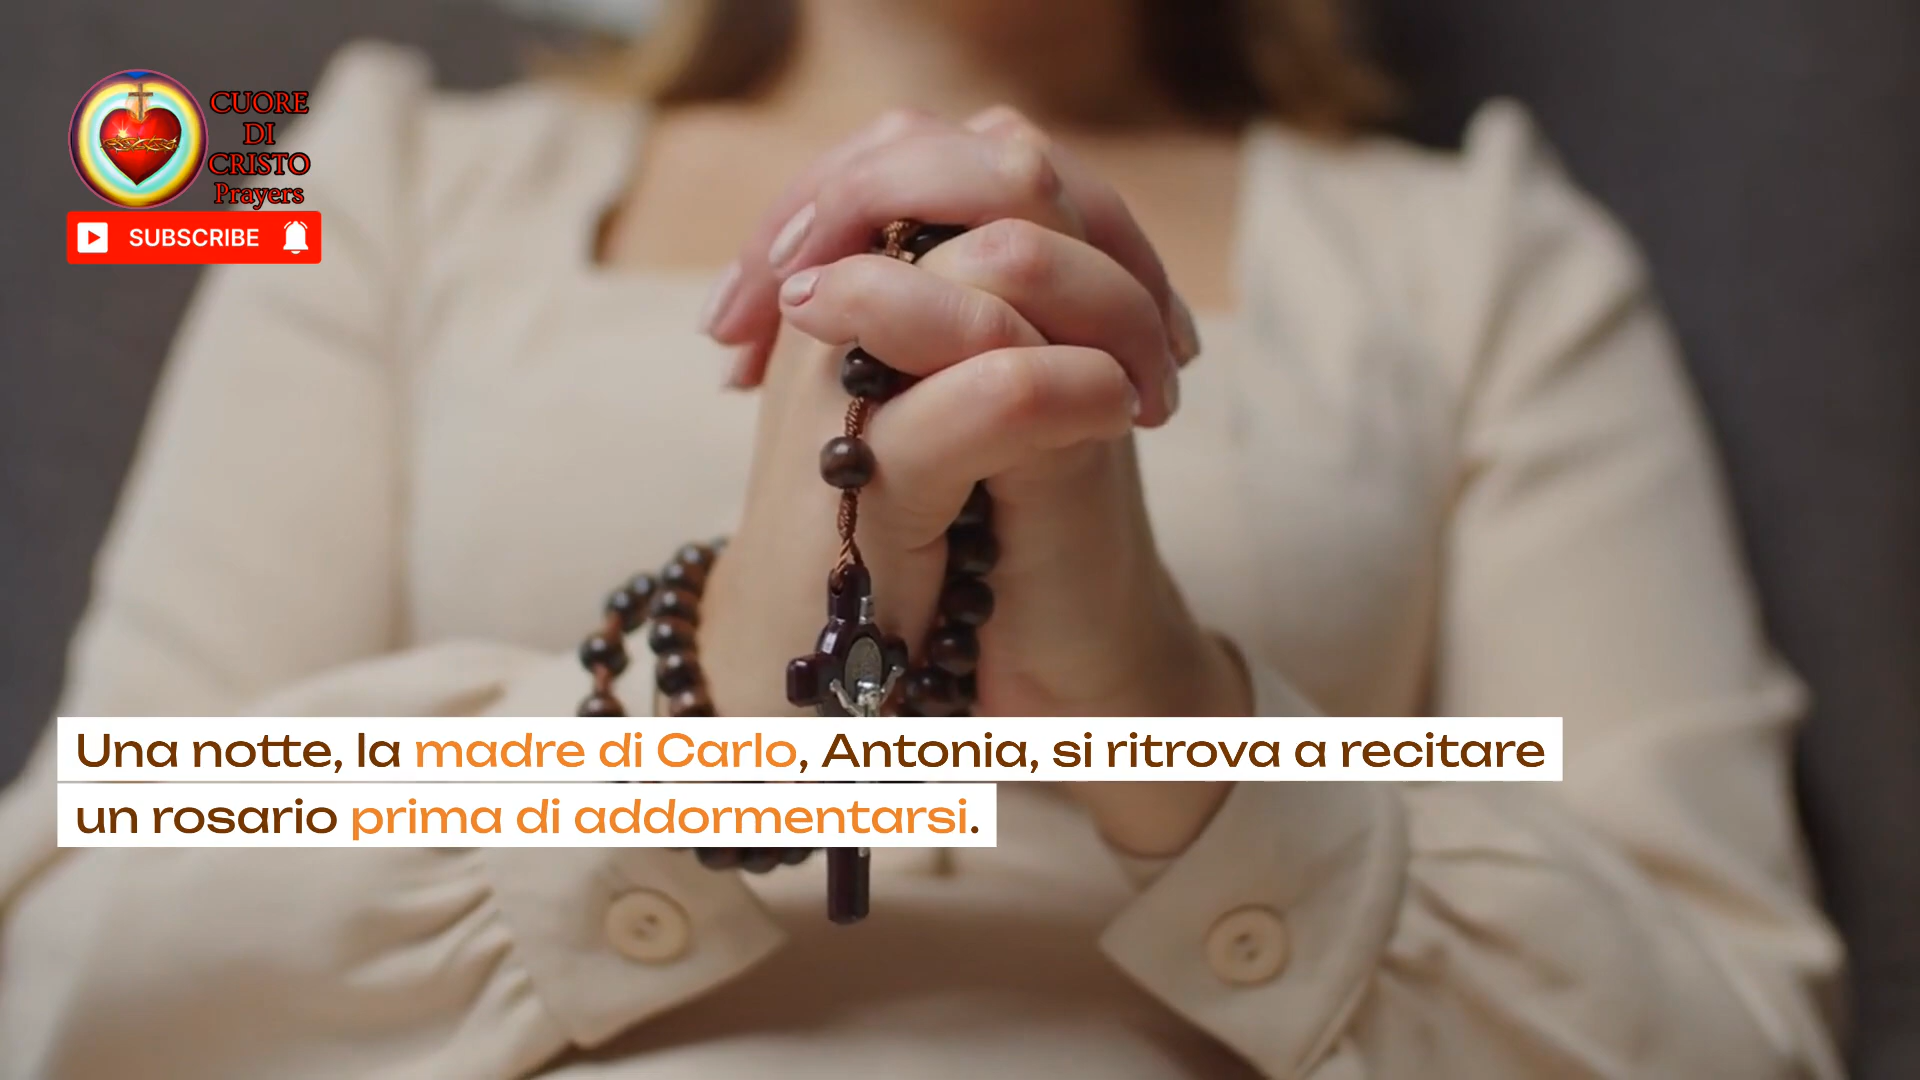 CUORE
DI
CRISTO
Prayers
SUBSCRIBE
Una notte, la madre di Carlo, Antonia, si ritrova a recitare
un rosario prima di addormentarsi.